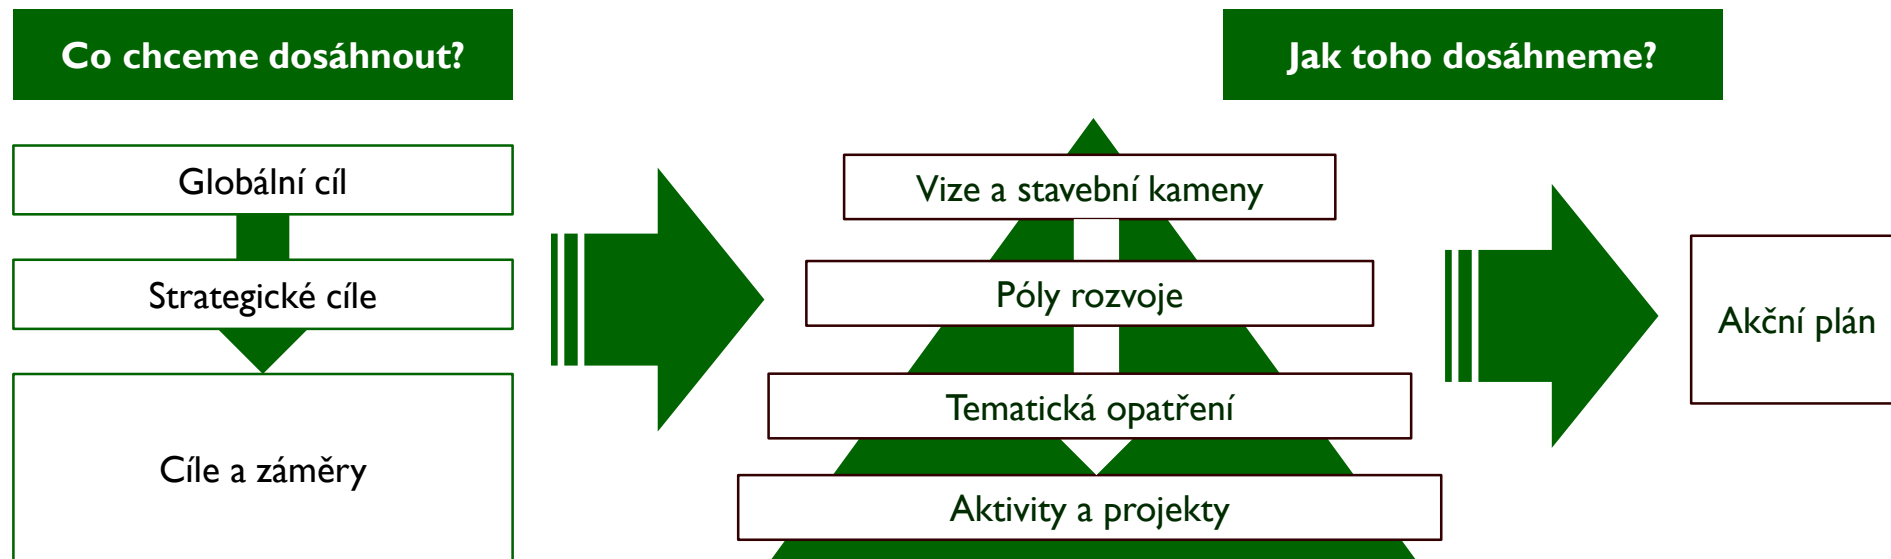 Co chceme dosáhnout?
Jak toho dosáhneme?
Globální cíl
Strategické cíle
Cíle a záměry
Vize a stavební kameny
Póly rozvoje
Tematická opatření
Aktivity a projekty
Akční plán